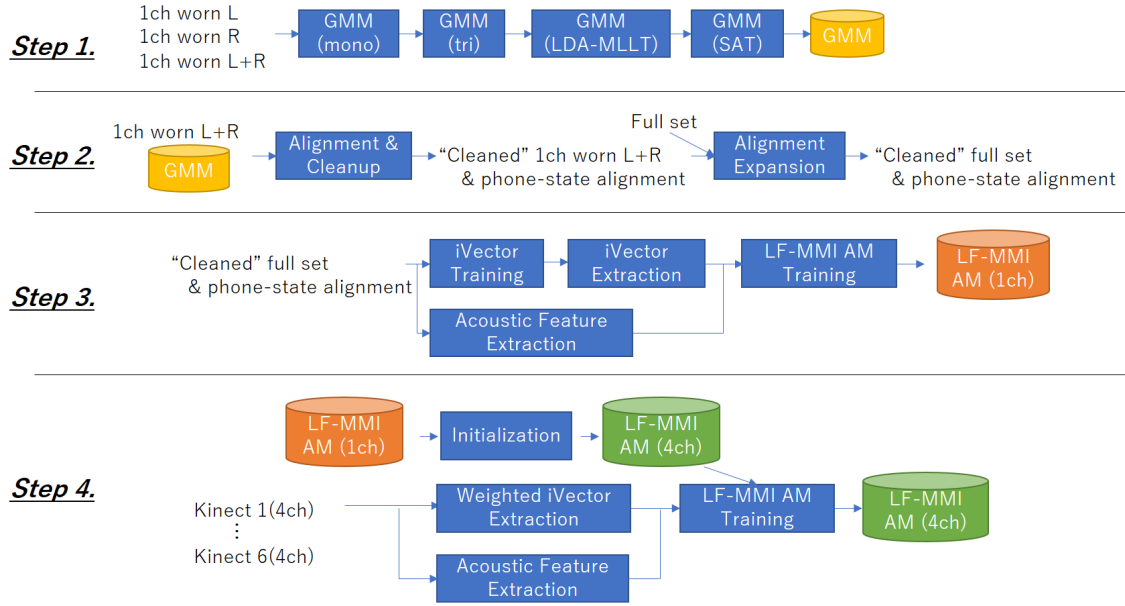 Step 1.
1ch worn L
1ch worn R
1ch worn L+R
GMM
(mono)
GMM
(tri)
GMM
(LDA-MLLT)
GMM
(SAT)
GMM
Step 2.
1ch worn L+R
GMM
Alignment &
Cleanup
“Cleaned” 1ch worn L+R
& phone-state alignment
Full set
Alignment
Expansion
“Cleaned” full set
& phone-state alignment
Step 3.
“Cleaned” full set
& phone-state alignment
iVector
Training
iVector
Extraction
Acoustic Feature
Extraction
LF-MMI AM
Training
LF-MMI
AM (1ch)
Step 4.
LF-MMI
AM (1ch)
Initialization
LF-MMI
AM (4ch)
Kinect 1(4ch)
⋮
Kinect 6(4ch)
Weighted iVector
Extraction
Acoustic Feature
Extraction
LF-MMI AM
Training
LF-MMI
AM (4ch)